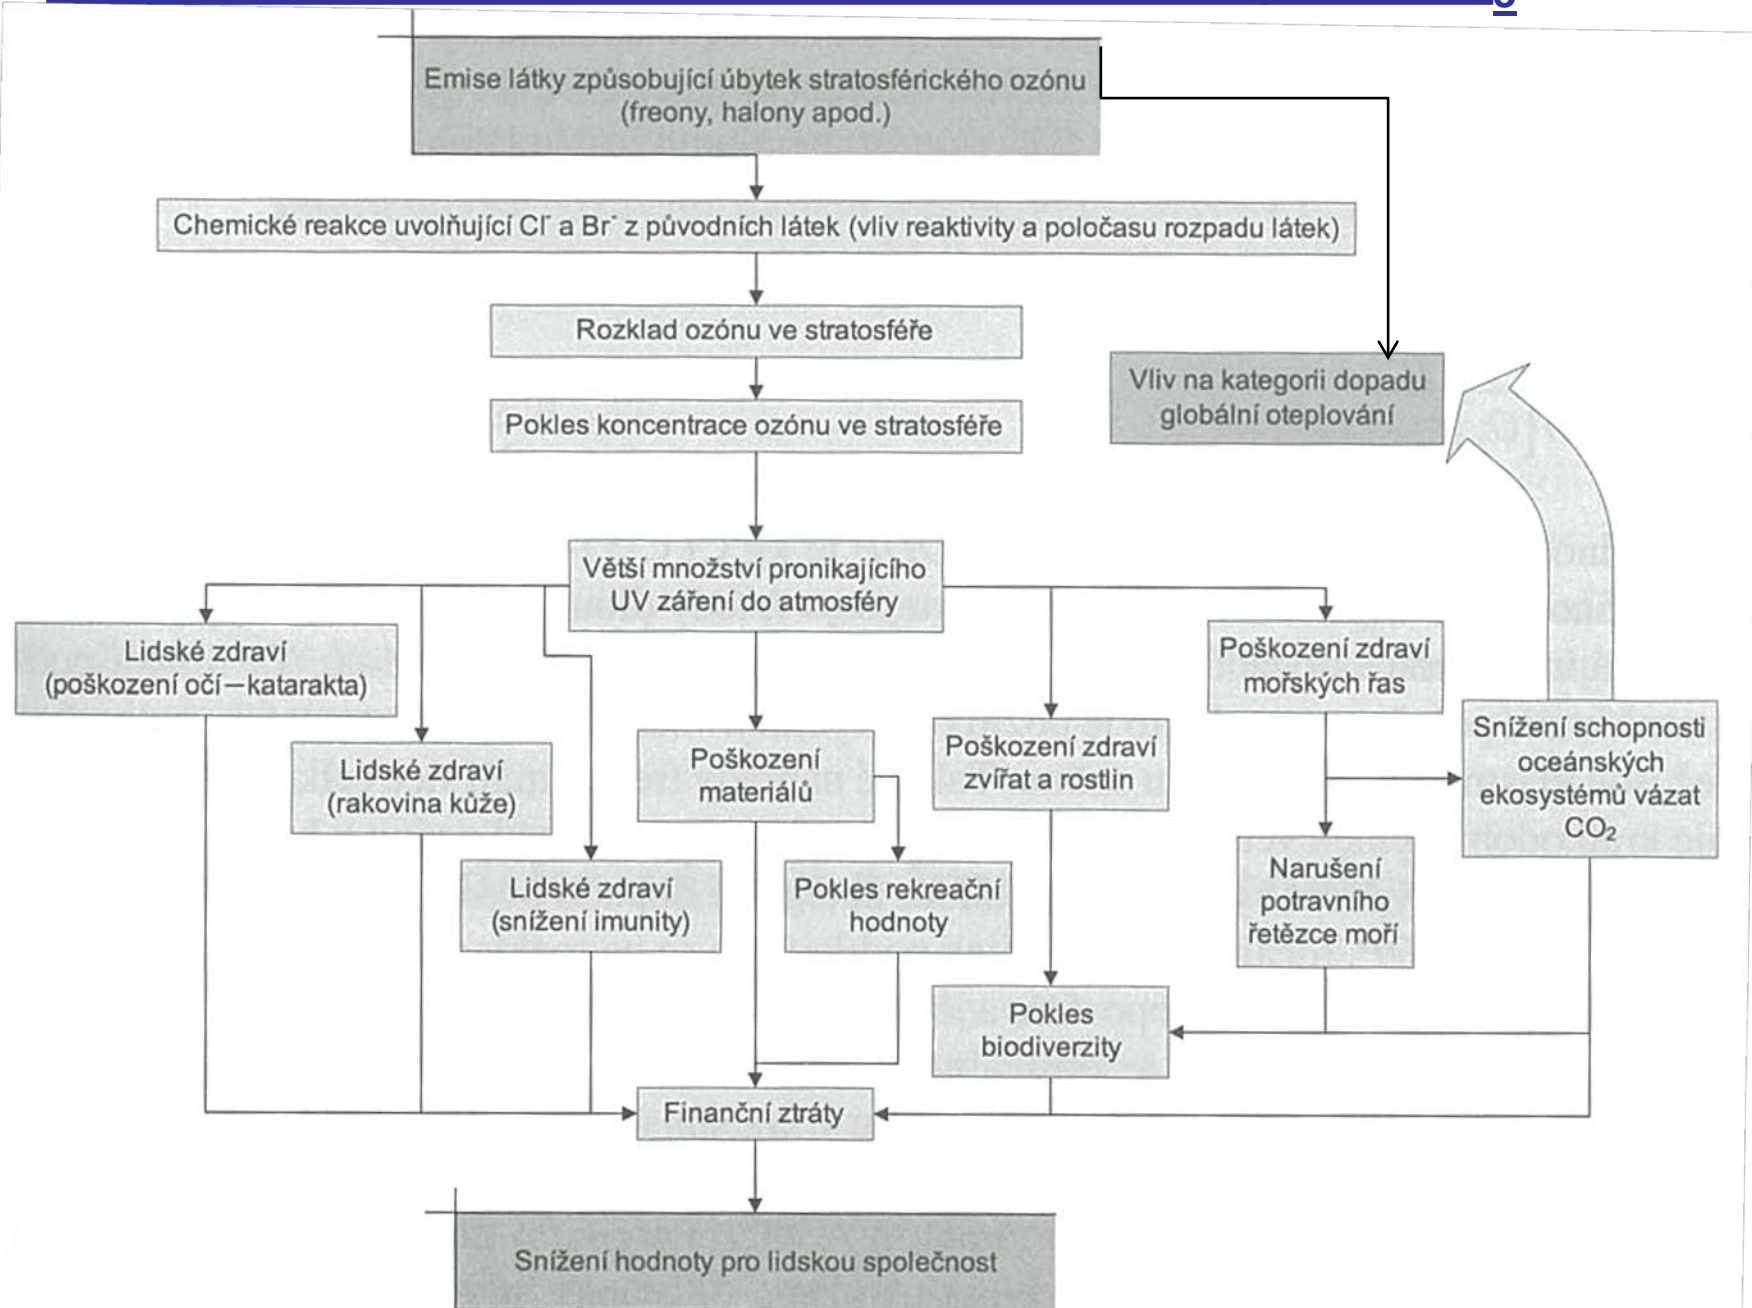 Emise látky způsobující úbytek stratosférického ozónu
(freony, halony apod.)
Chemické reakce uvolňující Cl⁻ a Br⁻ z původních látek (vliv reaktivity a poločasu rozpadu látek)
Rozklad ozónu ve stratosféře
Vliv na kategorii dopadu
globální oteplování
Pokles koncentrace ozónu ve stratosféře
Větší množství pronikajícího
UV záření do atmosféry
Lidské zdraví
(poškození očí—katarakta)
Poškození zdraví
mořských řas
Lidské zdraví
(rakovina kůže)
Poškození
materiálů
Poškození zdraví
zvířat a rostlin
Snížení schopnosti
oceánských
ekosystémů vázat
CO₂
Lidské zdraví
(snížení imunity)
Pokles rekreační
hodnoty
Narušení
potravního
řetězce moří
Pokles
biodiverzity
Finanční ztráty
Snížení hodnoty pro lidskou společnost